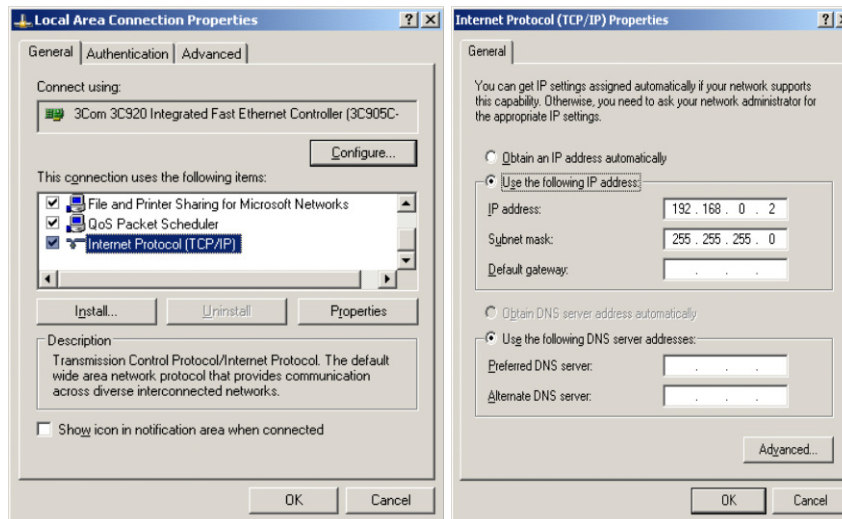 Local Area Connection Properties
General
Authentication
Advanced
Connect using:
3Com 3C920 Integrated Fast Ethernet Controller (3C905C-
Configure...
This connection uses the following items:
File and Printer Sharing for Microsoft Networks
QoS Packet Scheduler
Internet Protocol (TCP/IP)
Install...
Uninstall
Properties
Description
Transmission Control Protocol/Internet Protocol. The default
wide area network protocol that provides communication
across diverse interconnected networks.
Show icon in notification area when connected
OK
Cancel
Internet Protocol (TCP/IP) Properties
General
You can get IP settings assigned automatically if your network supports
this capability. Otherwise, you need to ask your network administrator for
the appropriate IP settings.
Obtain an IP address automatically
Use the following IP address:
IP address: 192 . 168 . 0 . 2
Subnet mask: 255 . 255 . 255 . 0
Default gateway: . . .
Obtain DNS server address automatically
Use the following DNS server addresses:
Preferred DNS server: . . .
Alternate DNS server: . . .
Advanced...
OK
Cancel